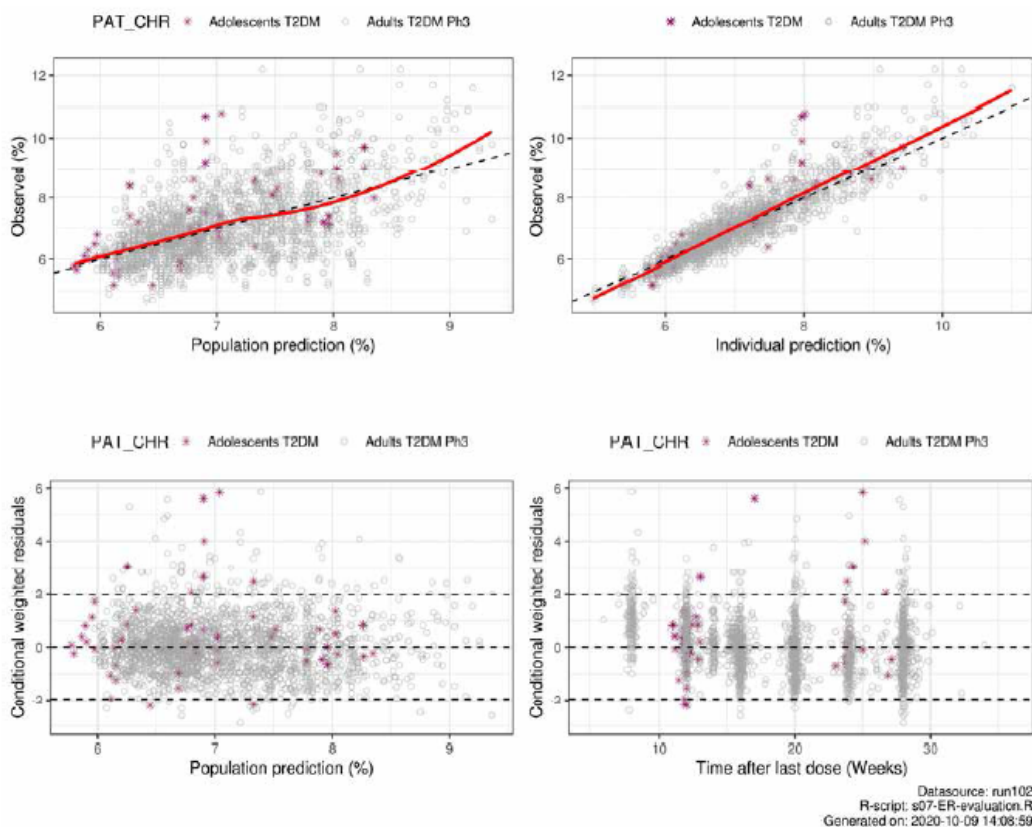 PAT_CHR Adolescents T2DM Adults T2DM Ph3
Adolescents T2DM Adults T2DM Ph3
12
10
8
6
Observed (%)
6 7 8 9
Population prediction (%)
12
10
8
6
Observed (%)
6 8 10
Individual prediction (%)
PAT_CHR Adolescents T2DM Adults T2DM Ph3
PAT_CHR Adolescents T2DM Adults T2DM Ph3
6
4
2
0
-2
Conditional weighted residuals
6 7 8 9
Population prediction (%)
6
4
2
0
-2
Conditional weighted residuals
10 20 30
Time after last dose (Weeks)
Datasource: run102
R-script: s07-ER-evaluation.R
Generated on: 2020-10-09 14:08:59